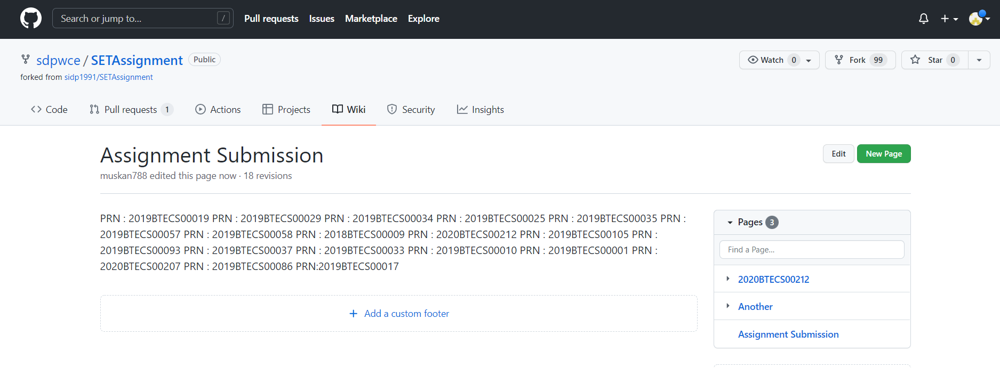 Search or jump to... /
Pull requests Issues Marketplace Explore
sdpwce / SETAssignment Public
forked from sidp1991/SETAssignment
Watch 0 Fork 99 Star 0
Code Pull requests 1 Actions Projects Wiki Security Insights
Assignment Submission
muskan788 edited this page now · 18 revisions
Edit New Page
PRN : 2019BTECS00019 PRN : 2019BTECS00029 PRN : 2019BTECS00034 PRN : 2019BTECS00025 PRN : 2019BTECS00035 PRN :
2019BTECS00057 PRN : 2019BTECS00058 PRN : 2018BTECS00009 PRN : 2020BTECS00212 PRN : 2019BTECS00105 PRN :
2019BTECS00093 PRN : 2019BTECS00037 PRN : 2019BTECS00033 PRN : 2019BTECS00010 PRN : 2019BTECS00001 PRN :
2020BTECS00207 PRN : 2019BTECS00086 PRN:2019BTECS00017
+ Add a custom footer
Pages 3
Find a Page...
2020BTECS00212
Another
Assignment Submission